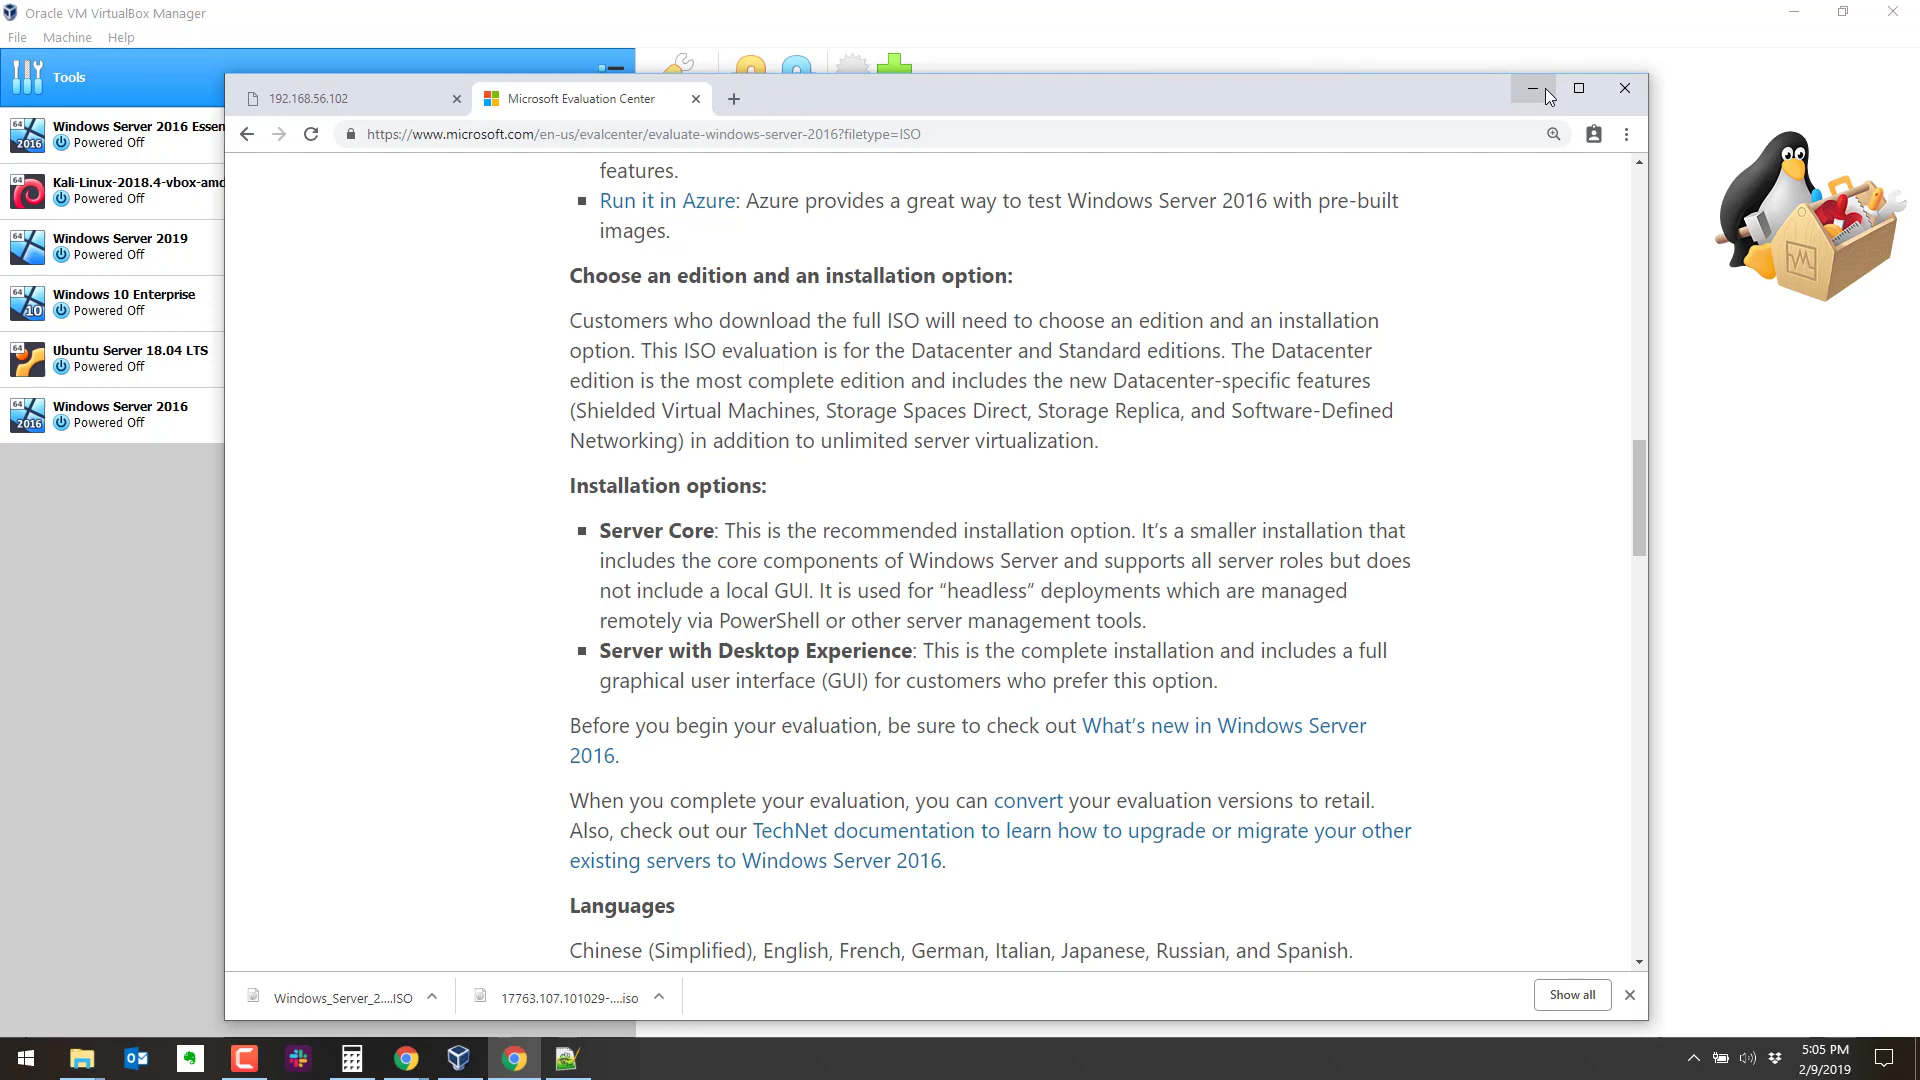 Oracle VM VirtualBox Manager
File Machine Help
Tools
Windows Server 2016 Essen
Powered Off
Kali-Linux-2018.4-vbox-amd
Powered Off
Windows Server 2019
Powered Off
Windows 10 Enterprise
Powered Off
Ubuntu Server 18.04 LTS
Powered Off
Windows Server 2016
Powered Off
64
2016
64
64
64
10
64
64
2016
192.168.56.102
Microsoft Evaluation Center
https://www.microsoft.com/en-us/evalcenter/evaluate-windows-server-2016?filetype=ISO
features.
Run it in Azure: Azure provides a great way to test Windows Server 2016 with pre-built
images.
Choose an edition and an installation option:
Customers who download the full ISO will need to choose an edition and an installation
option. This ISO evaluation is for the Datacenter and Standard editions. The Datacenter
edition is the most complete edition and includes the new Datacenter-specific features
(Shielded Virtual Machines, Storage Spaces Direct, Storage Replica, and Software-Defined
Networking) in addition to unlimited server virtualization.
Installation options:
Server Core: This is the recommended installation option. It’s a smaller installation that
includes the core components of Windows Server and supports all server roles but does
not include a local GUI. It is used for “headless” deployments which are managed
remotely via PowerShell or other server management tools.
Server with Desktop Experience: This is the complete installation and includes a full
graphical user interface (GUI) for customers who prefer this option.
Before you begin your evaluation, be sure to check out What’s new in Windows Server
2016.
When you complete your evaluation, you can convert your evaluation versions to retail.
Also, check out our TechNet documentation to learn how to upgrade or migrate your other
existing servers to Windows Server 2016.
Languages
Chinese (Simplified), English, French, German, Italian, Japanese, Russian, and Spanish.
Windows_Server_2....ISO
17763.107.101029-....iso
Show all
5:05 PM
2/9/2019